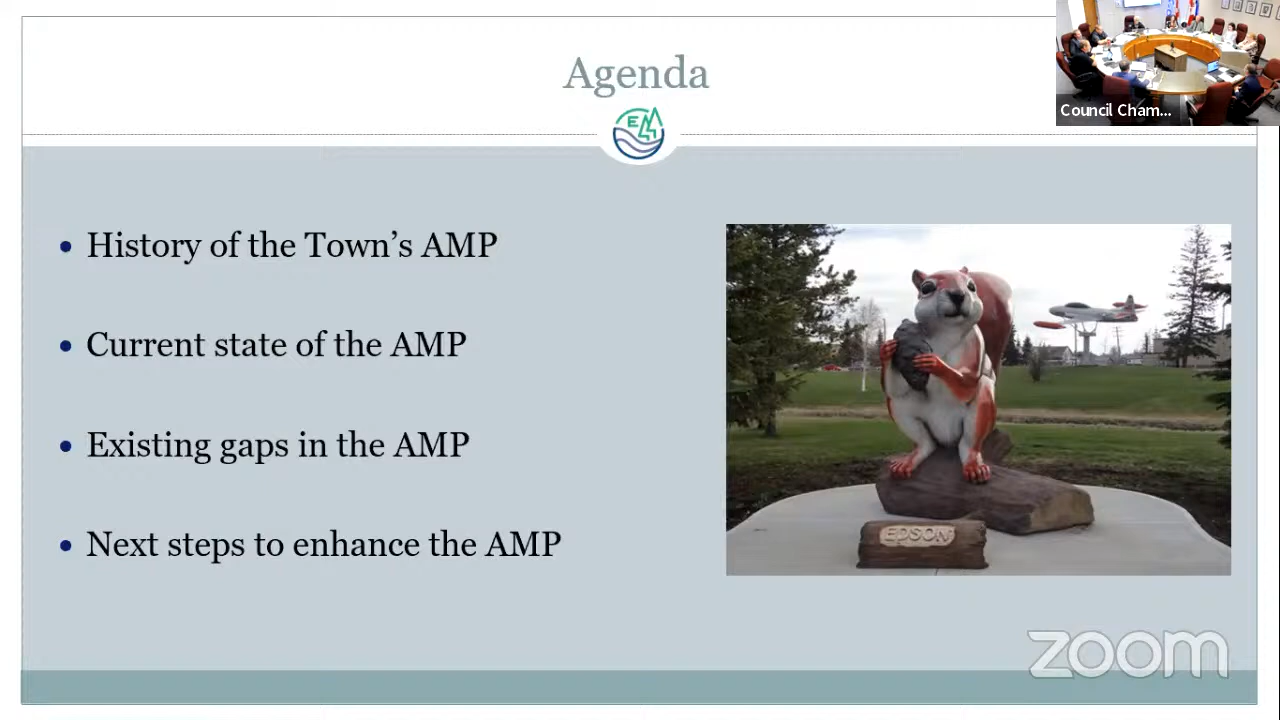 Agenda
Council Cham...
E
• History of the Town's AMP
• Current state of the AMP
• Existing gaps in the AMP
• Next steps to enhance the AMP
EDSON
zoom